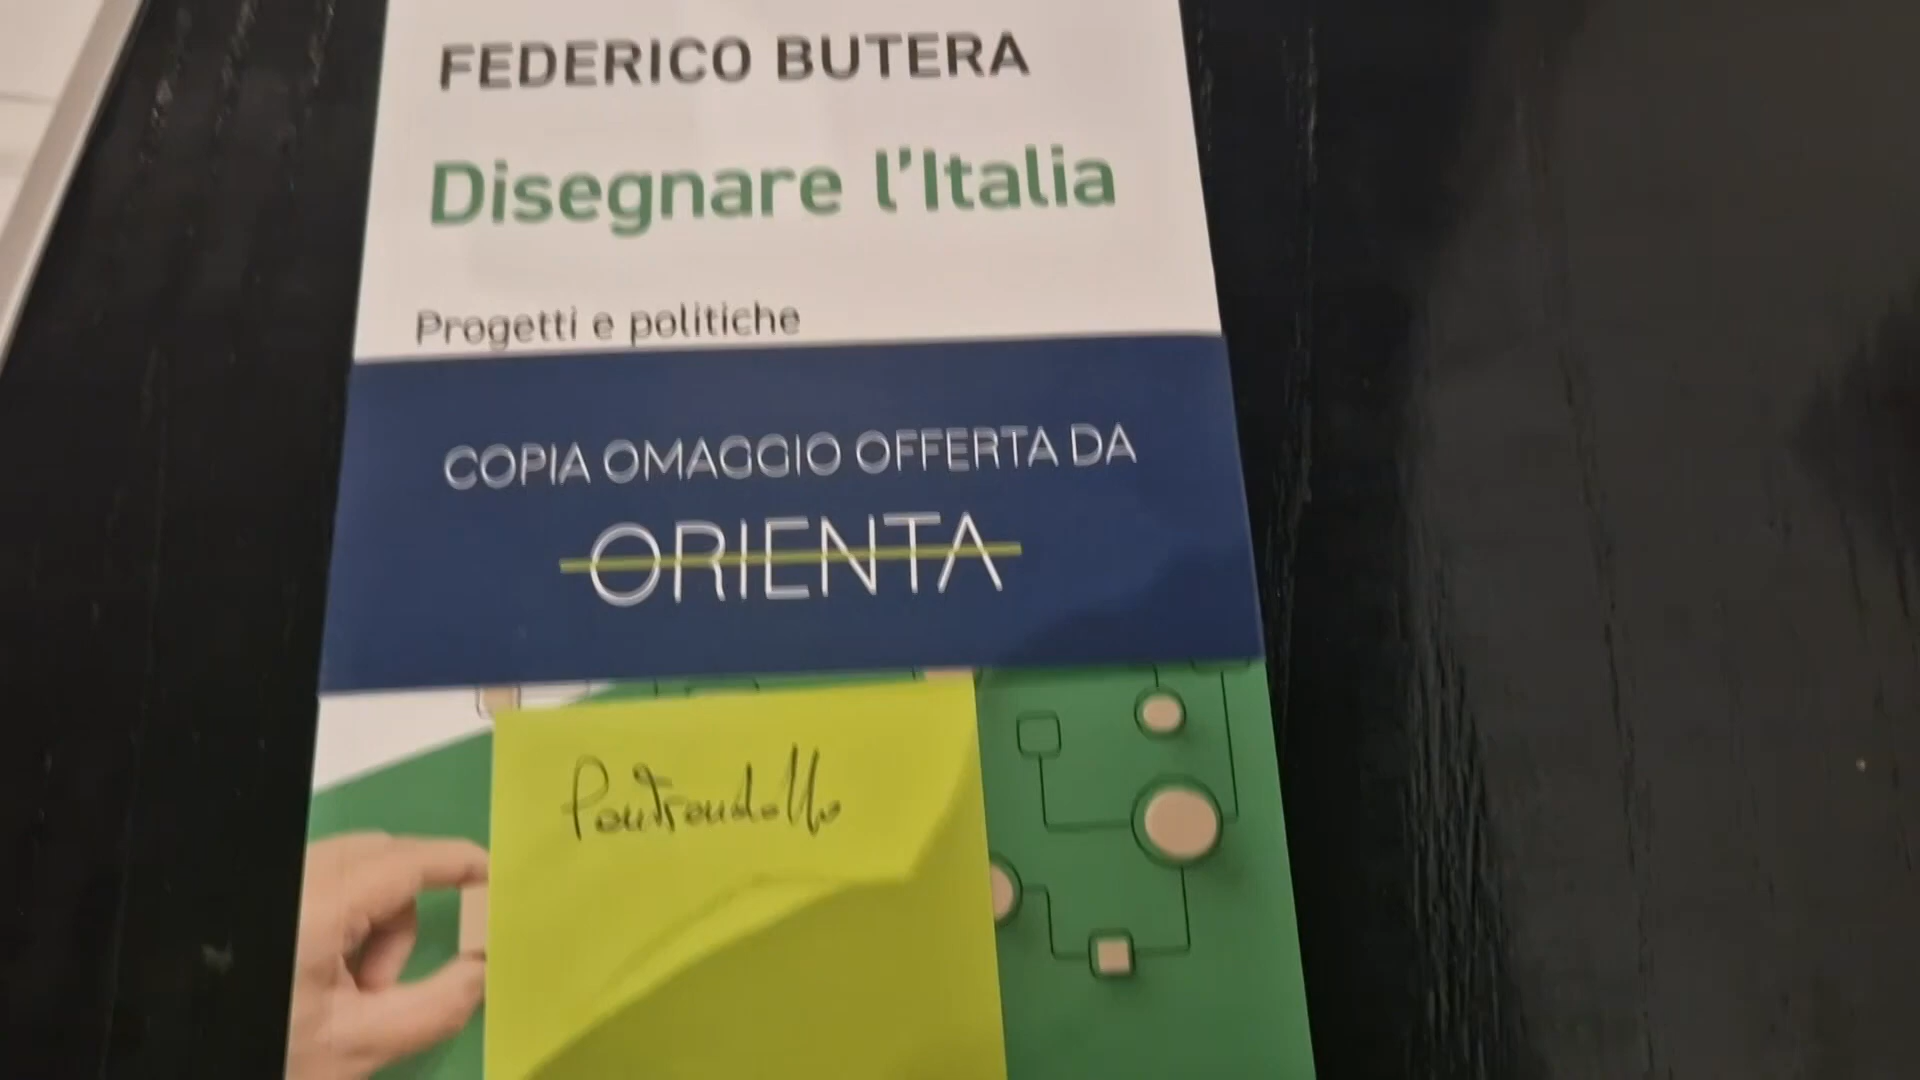 FEDERICO BUTERA
Disegnare l'Italia
Progetti e politiche
COPIA OMAGGIO OFFERTA DA
ORIENTA